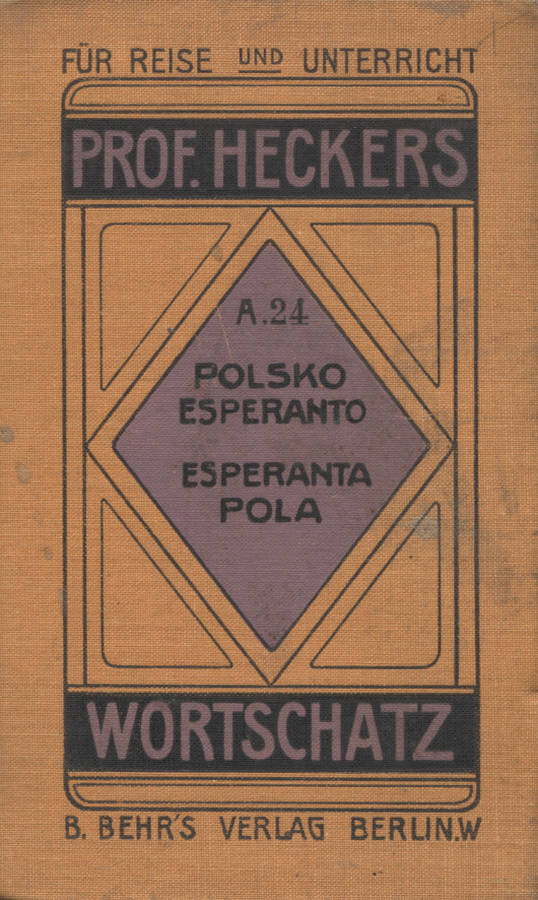 FÜR REISE UND UNTERRICHT
PROF. HECKERS
A.24
POLSKO
ESPERANTO
ESPERANTA
POLA
WORTSCHATZ
B. BEHR'S VERLAG BERLIN.W